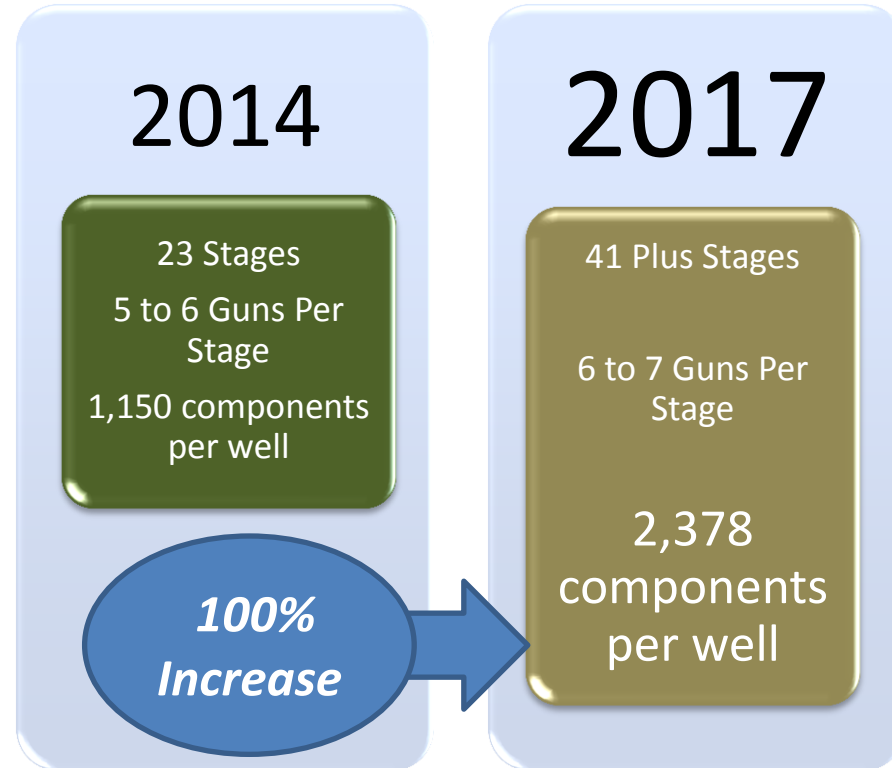 2014
23 Stages
5 to 6 Guns Per
Stage
1,150 components
per well
100%
Increase
2017
41 Plus Stages
6 to 7 Guns Per
Stage
2,378
components
per well